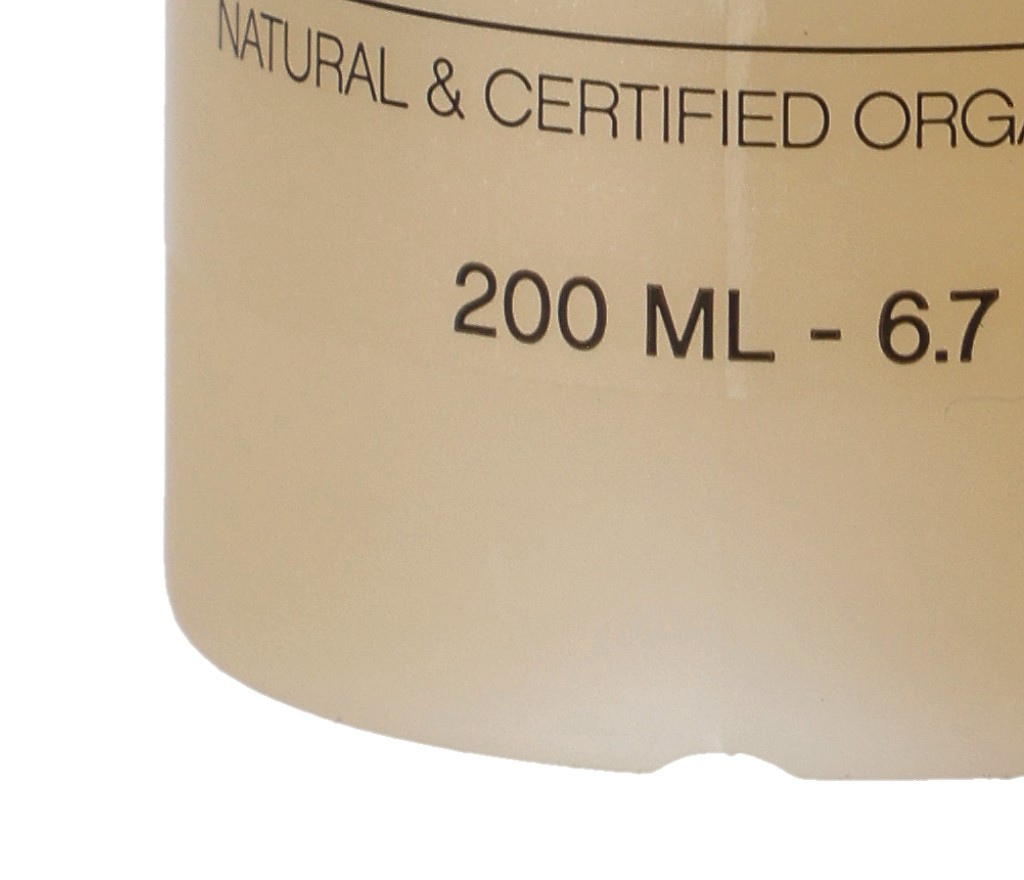 NATURAL & CERTIFIED ORGA
200 ML - 6.7